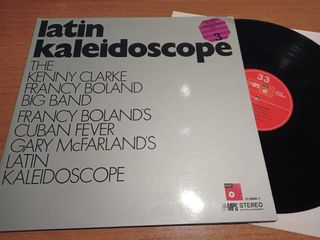 latin
kaleidoscope
3
THE
KENNY CLARKE
FRANCY BOLAND
BIG BAND
FRANCY BOLAND'S
CUBAN FEVER
GARY McFARLAND'S
LATIN
KALEIDOSCOPE
MPS STEREO
33